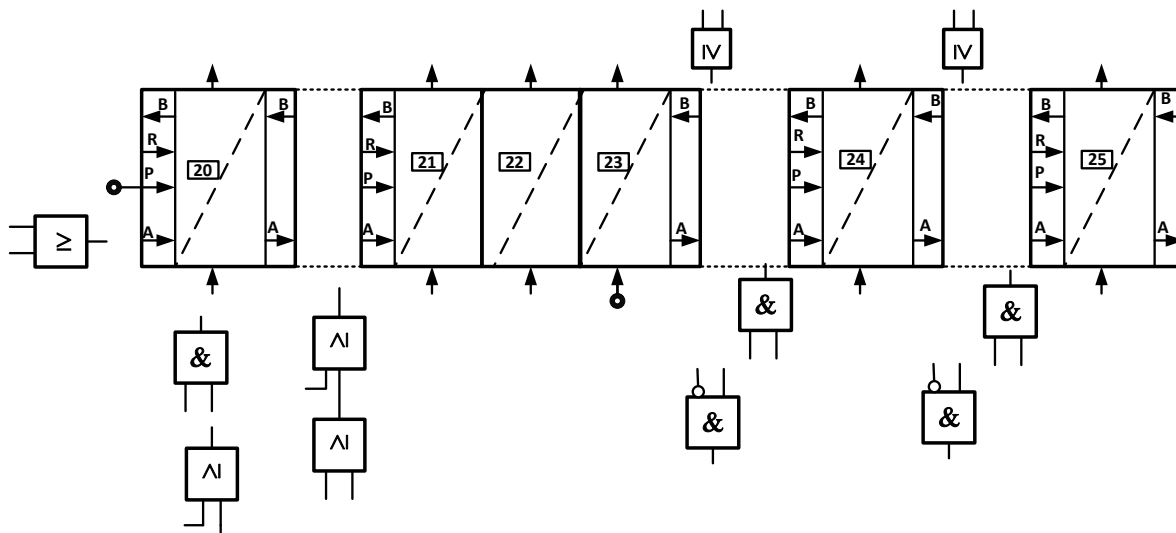 ≥ ≥
B B B B B B B B
R R R R
20 21 22 23 24 25
P P P P
A A A A A A A A
≥
& &
& ≥
& &
≥
≥